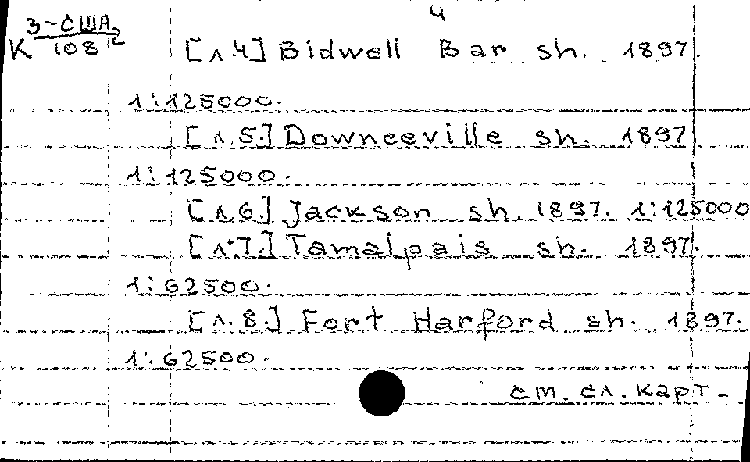 4
К 3-США / 108 2
[л.4] Bidwell Bar sh. 1897.
1:125000.
[л.5.] Downeeville sh. 1897
1:125000.
[л.6.] Jackson sh. 1897. 1:125000
[л.7.] Tamalpais sh. 1897.
1:62500.
[л.8.] Fort Harford sh. 1897.
1:62500.
см. сл. карт.